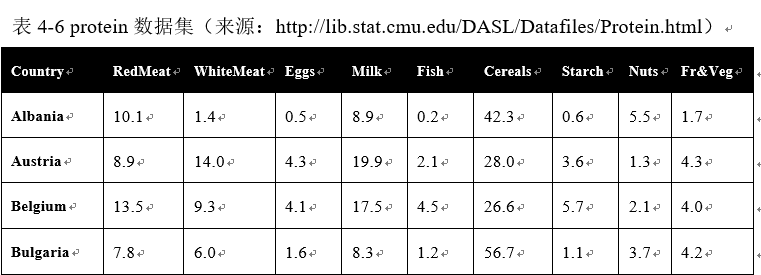 表 4-6 protein 数据集（来源：http://lib.stat.cmu.edu/DASL/Datafiles/Protein.html）
Country RedMeat WhiteMeat Eggs Milk Fish Cereals Starch Nuts Fr&Veg
Albania 10.1 1.4 0.5 8.9 0.2 42.3 0.6 5.5 1.7
Austria 8.9 14.0 4.3 19.9 2.1 28.0 3.6 1.3 4.3
Belgium 13.5 9.3 4.1 17.5 4.5 26.6 5.7 2.1 4.0
Bulgaria 7.8 6.0 1.6 8.3 1.2 56.7 1.1 3.7 4.2